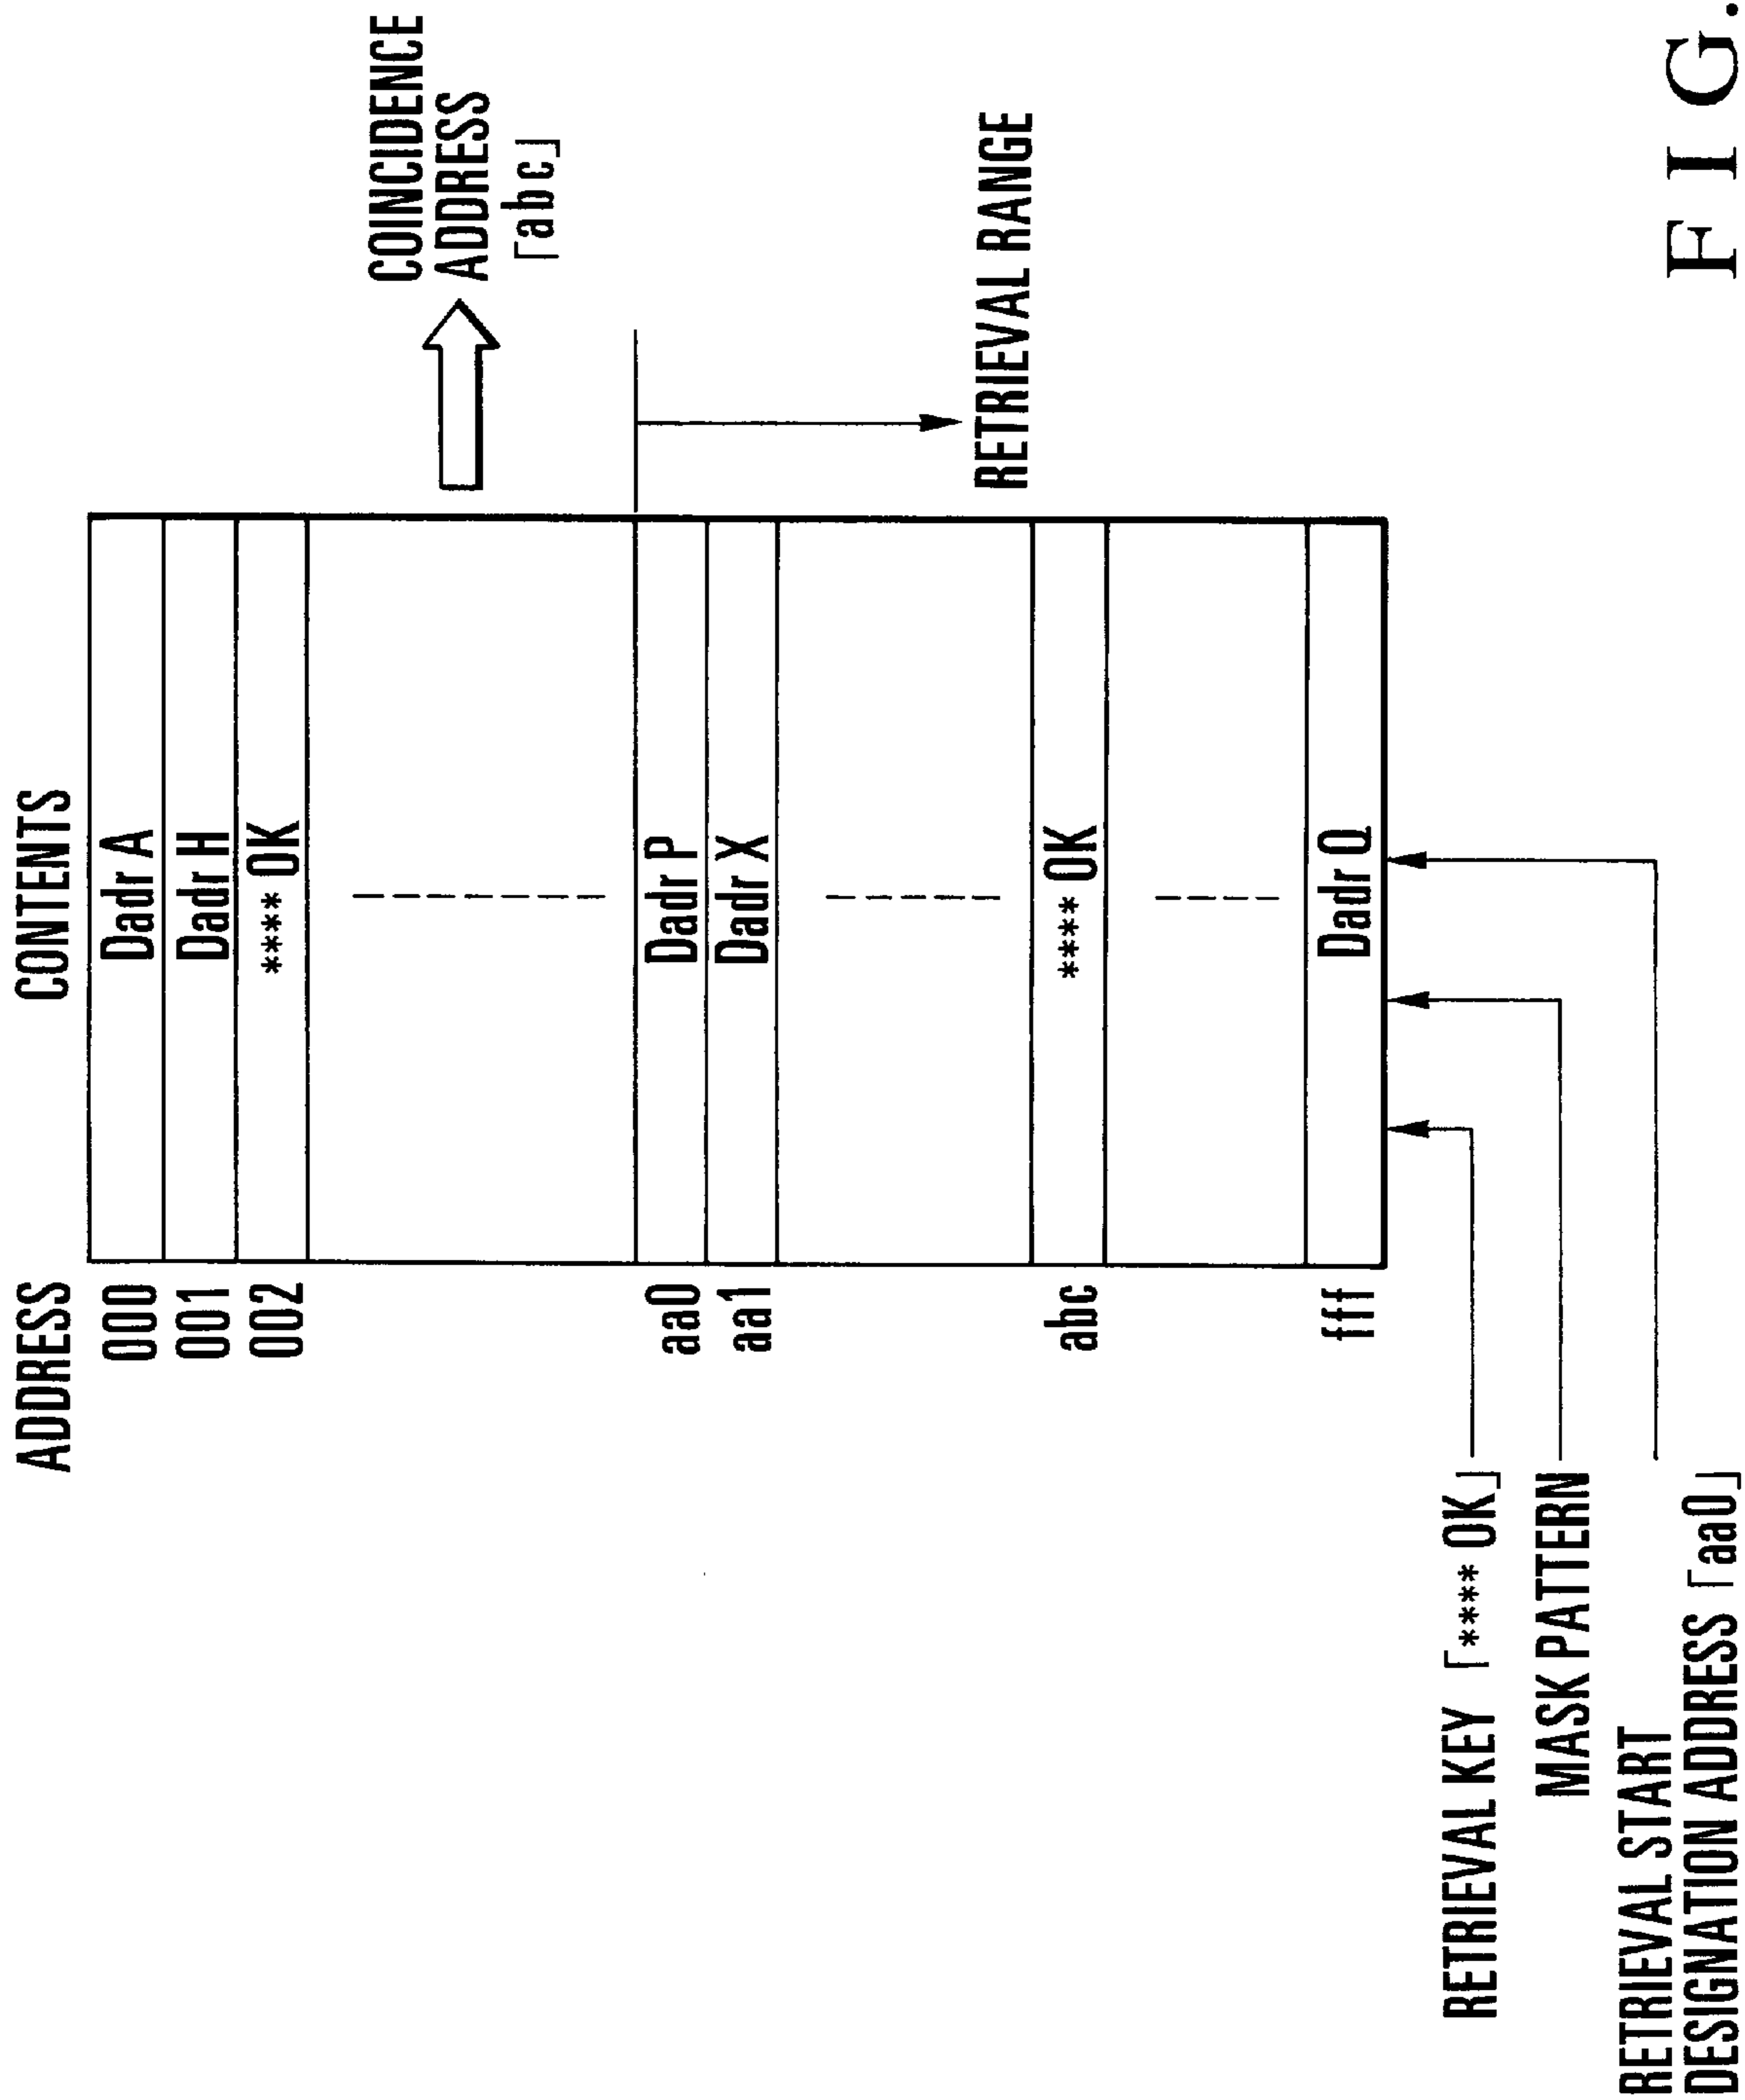 ADDRESS CONTENTS
000 Dadr A
001 Dadr H
002 **** OK
COINCIDENCE
ADDRESS
「abc」
aa0 Dadr P
aa1 Dadr X
RETRIEVAL RANGE
abc **** OK
fff Dadr Q
RETRIEVAL KEY 「**** OK」
MASK PATTERN
RETRIEVAL START
DESIGNATION ADDRESS 「aa0」
FIG.